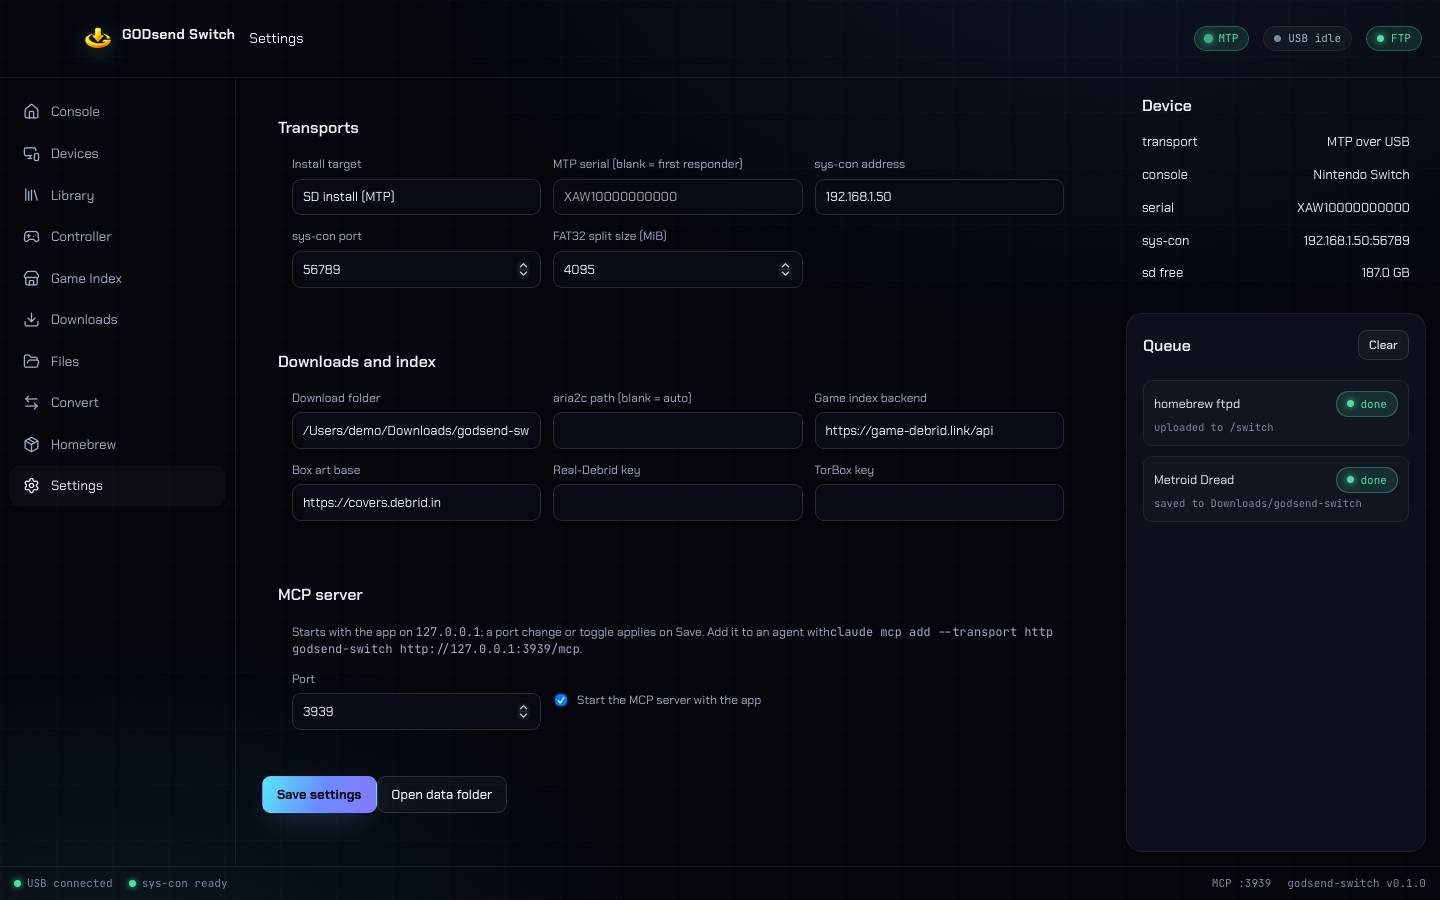 GODsend Switch
Settings
MTP
USB idle
FTP
Console
Devices
Library
Controller
Game Index
Downloads
Files
Convert
Homebrew
Settings
Transports
Install target
MTP serial (blank = first responder)
sys-con address
SD install (MTP)
XAW10000000000
192.168.1.50
sys-con port
FAT32 split size (MiB)
56789
4095
Downloads and index
Download folder
aria2c path (blank = auto)
Game index backend
/Users/demo/Downloads/godsend-sw
https://game-debrid.link/api
Box art base
Real-Debrid key
TorBox key
https://covers.debrid.in
MCP server
Starts with the app on 127.0.0.1; a port change or toggle applies on Save. Add it to an agent withclaude mcp add --transport http
godsend-switch http://127.0.0.1:3939/mcp.
Port
3939
Start the MCP server with the app
Save settings
Open data folder
Device
transport
MTP over USB
console
Nintendo Switch
serial
XAW10000000000
sys-con
192.168.1.50:56789
sd free
187.0 GB
Queue
Clear
homebrew ftpd
done
uploaded to /switch
Metroid Dread
done
saved to Downloads/godsend-switch
USB connected
sys-con ready
MCP :3939
godsend-switch v0.1.0